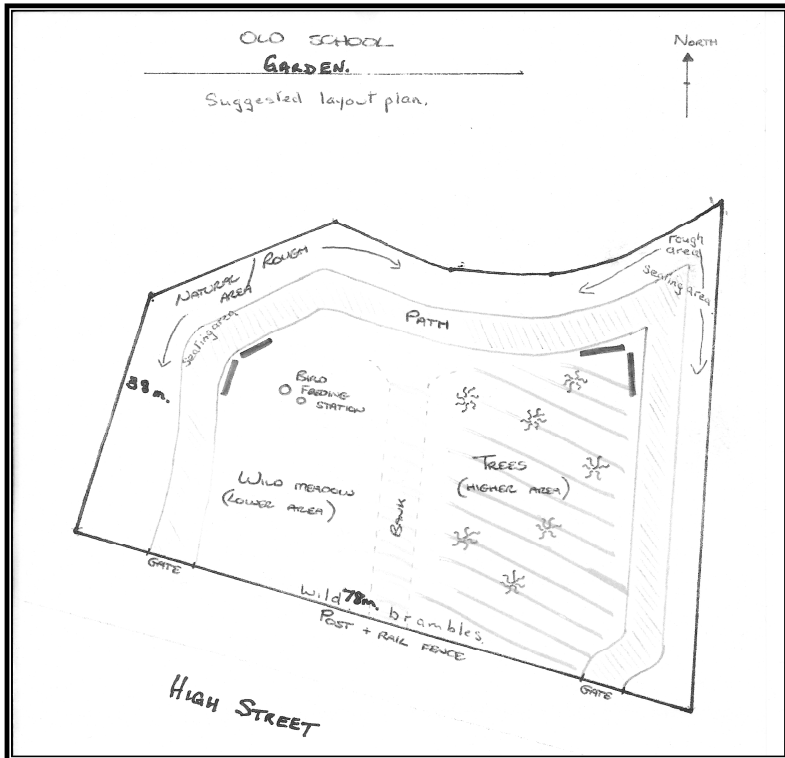 OLD SCHOOL
GARDEN.
Suggested layout plan.
NORTH
NATURAL AREA / ROUGH
rough area
seating area
seating area
PATH
38m.
BIRD
FEEDING
STATION
TREES
(HIGHER AREA)
WILD MEADOW
(LOWER AREA)
BANK
GATE
Wild 78m. brambles.
POST + RAIL FENCE
GATE
HIGH STREET